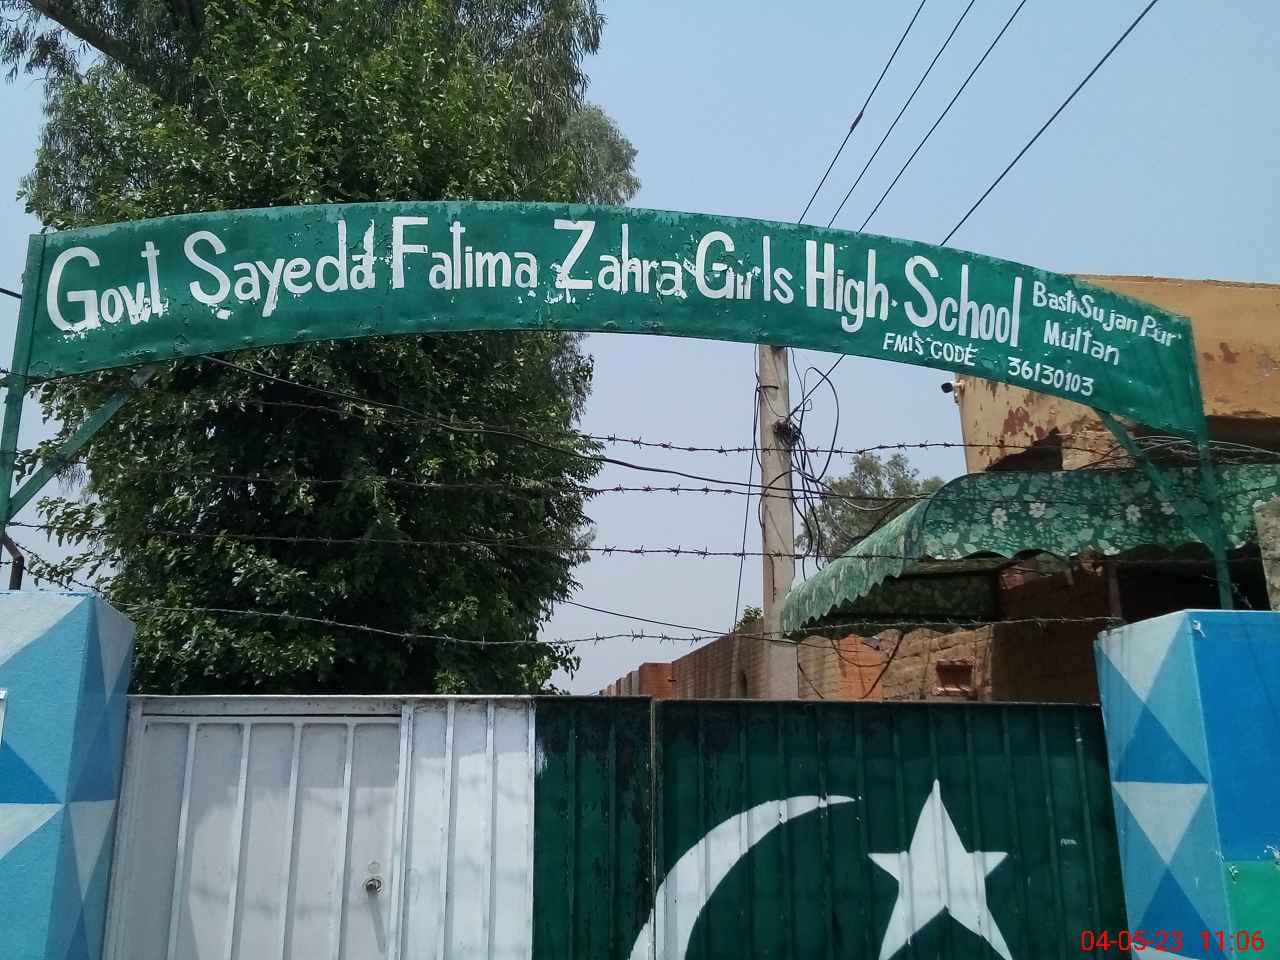 Govt Sayeda Fatima Zahra Girls High School
Basti Sujan Pur
Multan
FMIS CODE 36130103
04-05-23 11:06